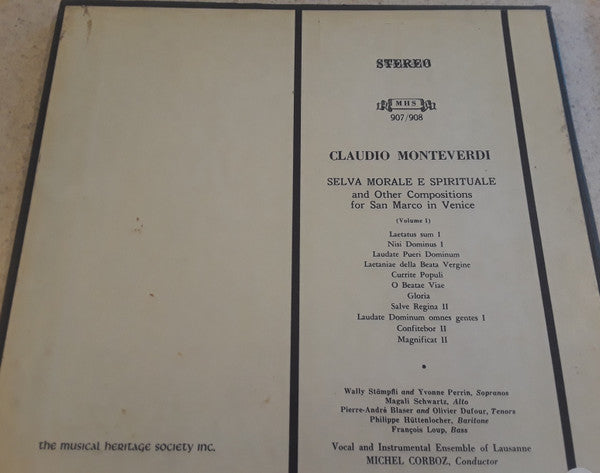 STEREO
MHS
907/908
CLAUDIO MONTEVERDI
SELVA MORALE E SPIRITUALE
and Other Compositions
for San Marco in Venice
(Volume I)
Laetatus sum I
Nisi Dominus I
Laudate Pueri Dominum
Laetaniae della Beata Vergine
Currite Populi
O Beatae Viae
Gloria
Salve Regina II
Laudate Dominum omnes gentes I
Confitebor II
Magnificat II
Wally Stämpfli and Yvonne Perrin, Sopranos
Magali Schwartz, Alto
Pierre-André Blaser and Olivier Dufour, Tenors
Philippe Hüttenlocher, Baritone
François Loup, Bass
Vocal and Instrumental Ensemble of Lausanne
MICHEL CORBOZ, Conductor
the musical heritage society inc.